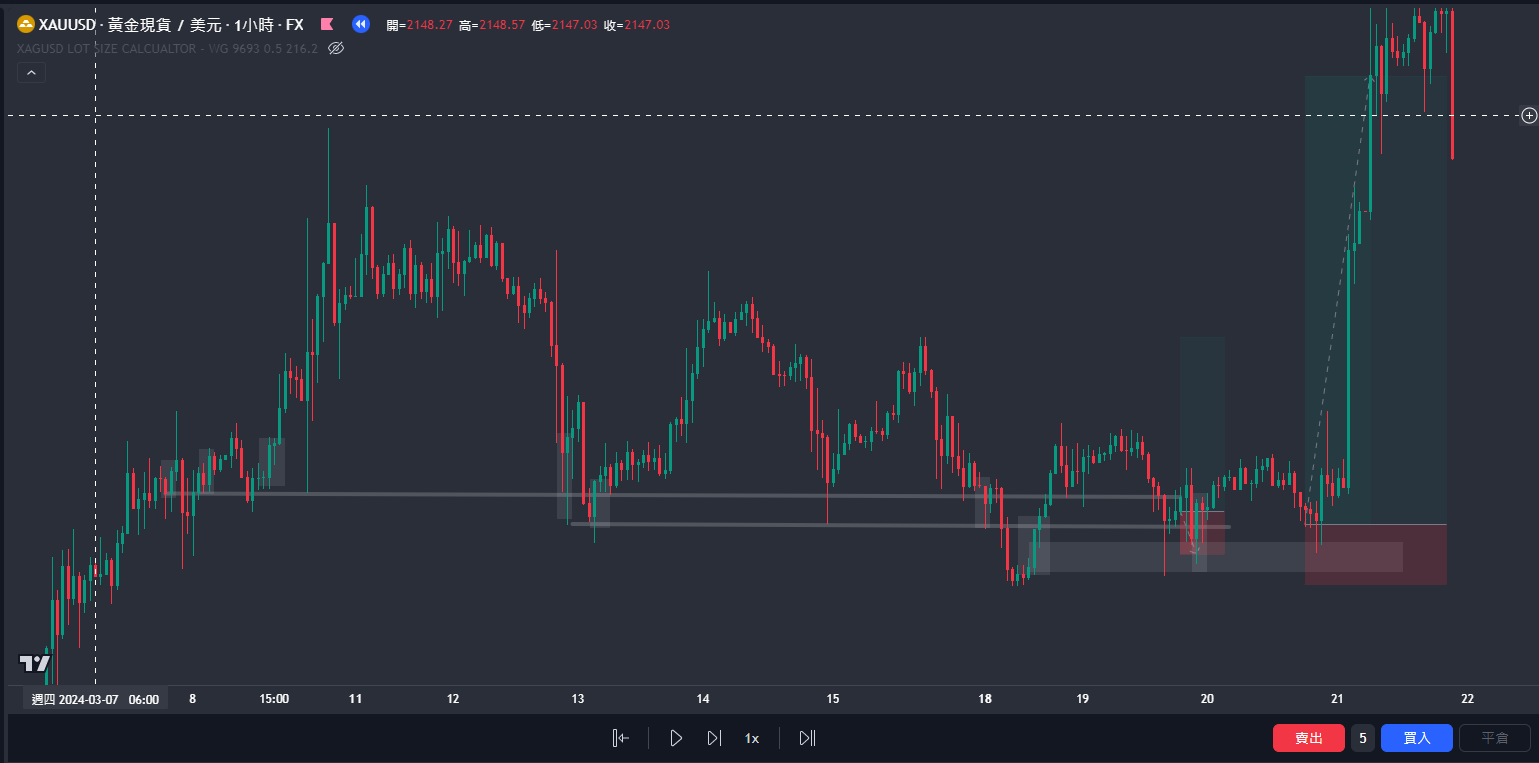 XAUUSD · 黃金現貨 / 美元 · 1小時 · FX 開=2148.27 高=2148.57 低=2147.03 收=2147.03
XAGUSD LOT SIZE CALCUALTOR - WG 9693 0.5 216.2
週四 2024-03-07 06:00 8 15:00 11 12 13 14 15 18 19 20 21 22
1x 賣出 5 買入 平倉